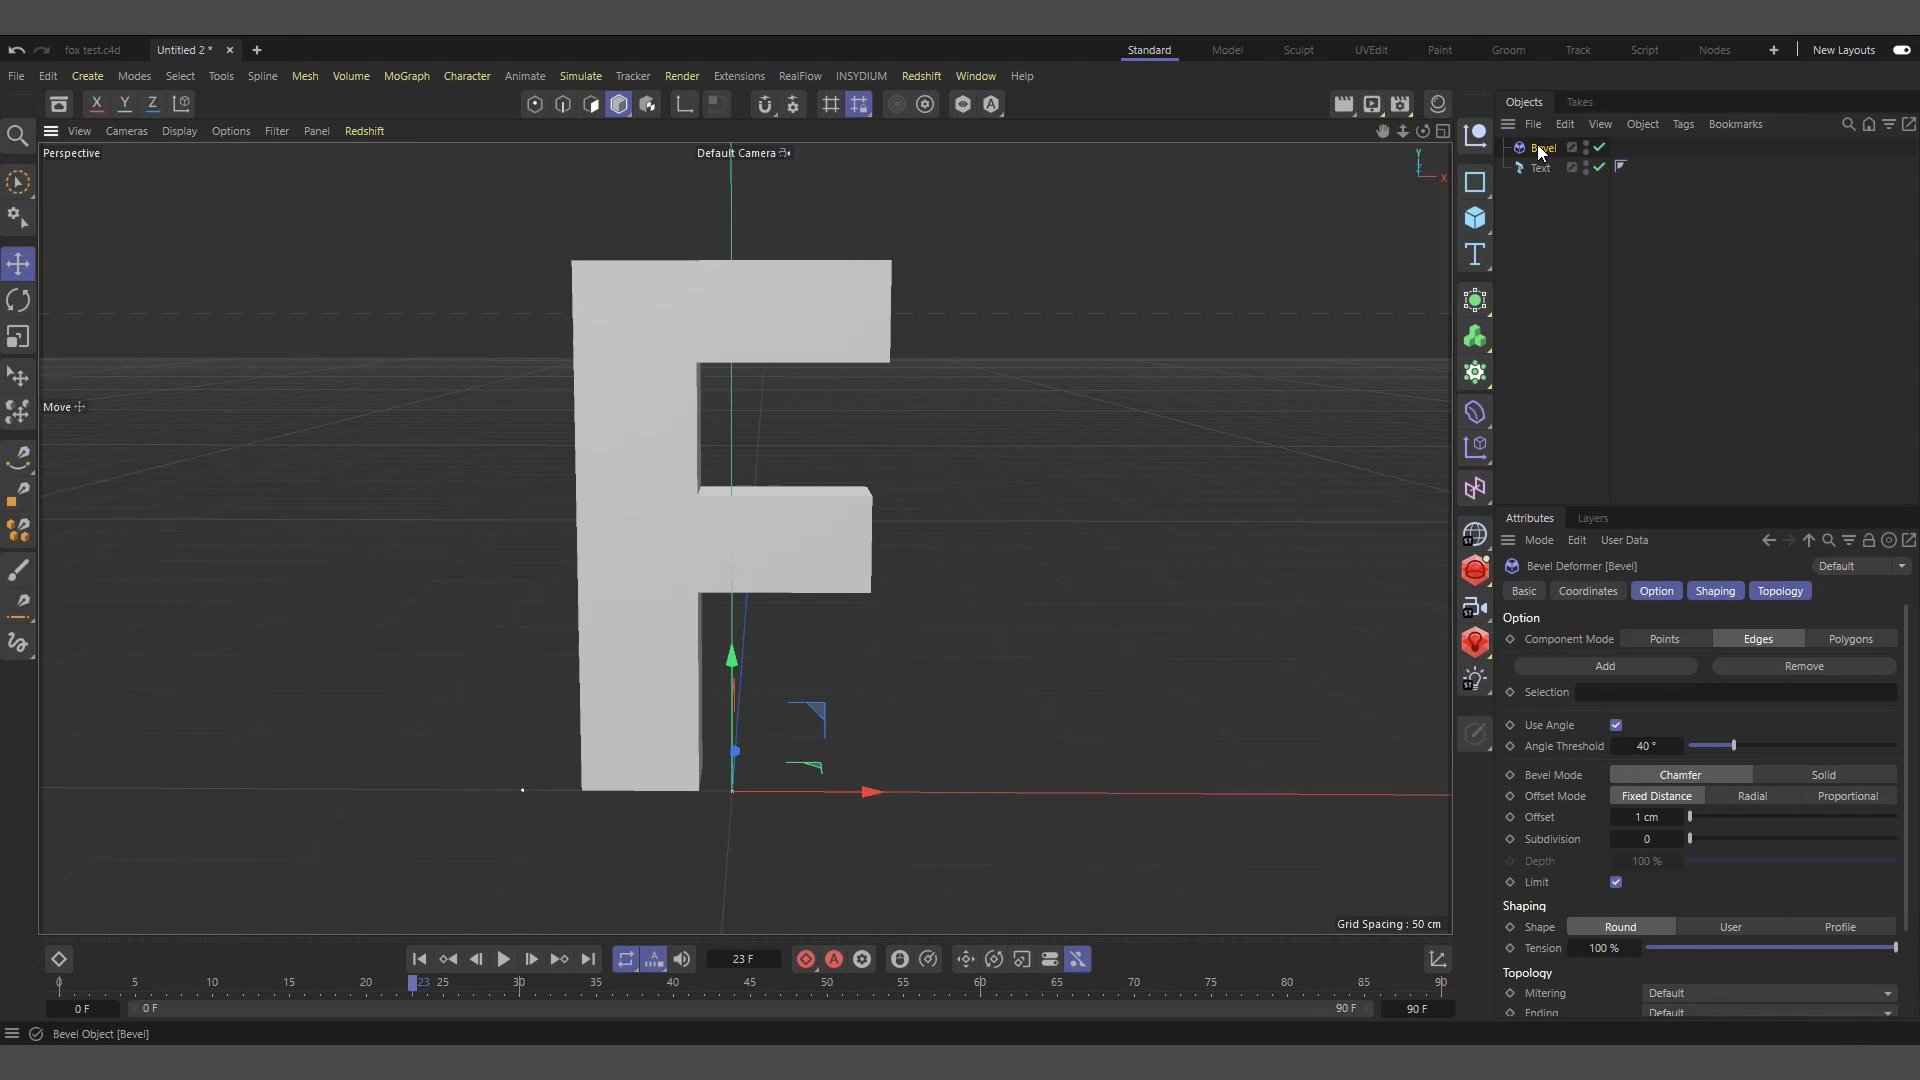 fox test.c4d Untitled 2 * Standard Model Sculpt UVEdit Paint Groom Track Script Nodes New Layouts
File Edit Create Modes Select Tools Spline Mesh Volume MoGraph Character Animate Simulate Tracker Render Extensions RealFlow INSYDIUM Redshift Window Help
X Y Z
Objects Takes
View Cameras Display Options Filter Panel Redshift
File Edit View Object Tags Bookmarks
Perspective
Default Camera
Y
Z
X
Bevel
Text
Move
Attributes Layers
Mode Edit User Data
Bevel Deformer [Bevel] Default
Basic Coordinates Option Shaping Topology
Option
Component Mode Points Edges Polygons
Add Remove
Selection
Use Angle
Angle Threshold 40 °
Bevel Mode Chamfer Solid
Offset Mode Fixed Distance Radial Proportional
Offset 1 cm
Subdivision 0
Depth 100 %
Limit
Shaping
Shape Round User Profile
Tension 100 %
Topology
Mitering Default
Ending Default
Grid Spacing : 50 cm
23 F
0 5 10 15 20 23 25 30 35 40 45 50 55 60 65 70 75 80 85 90
0 F 0 F 90 F 90 F
Bevel Object [Bevel]
F